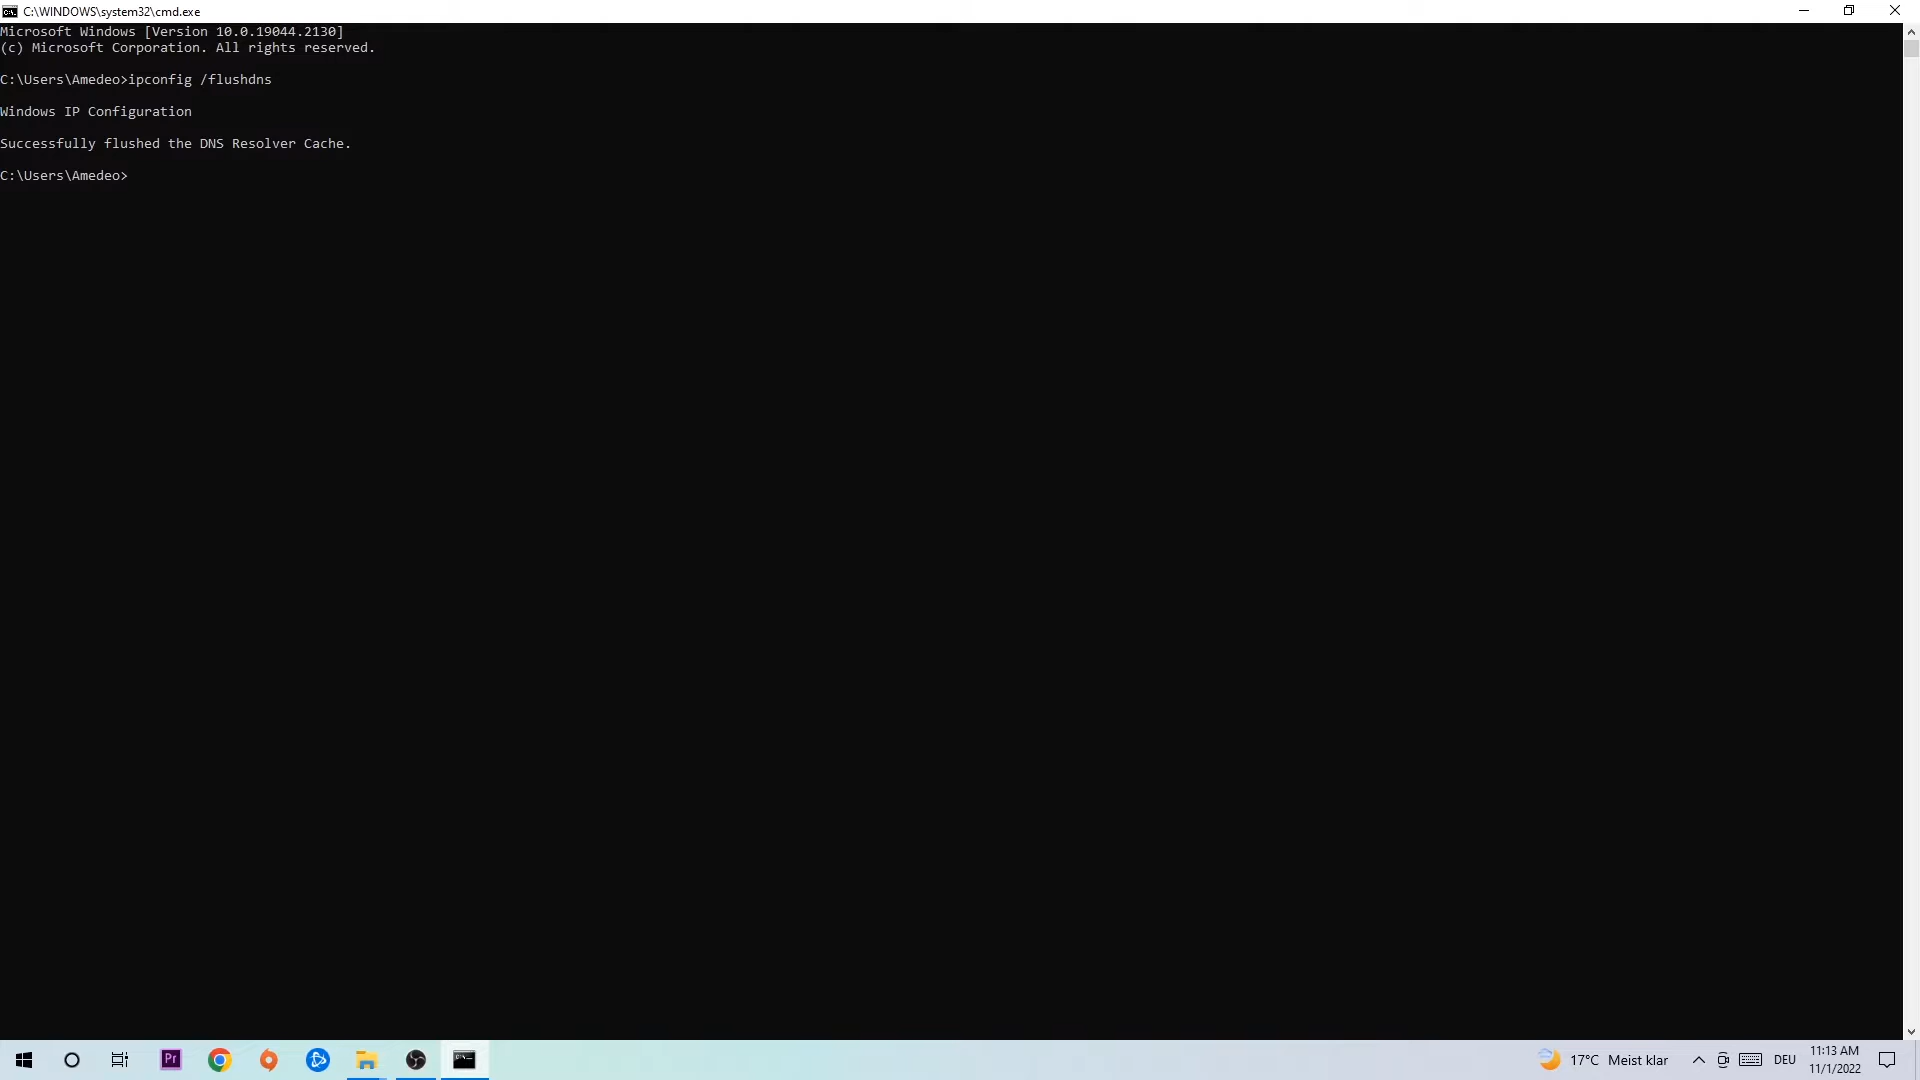 C:\WINDOWS\system32\cmd.exe
Microsoft Windows [Version 10.0.19044.2130]
(c) Microsoft Corporation. All rights reserved.
C:\Users\Amedeo>ipconfig /flushdns
Windows IP Configuration
Successfully flushed the DNS Resolver Cache.
C:\Users\Amedeo>
Pr
17°C Meist klar
DEU
11:13 AM
11/1/2022